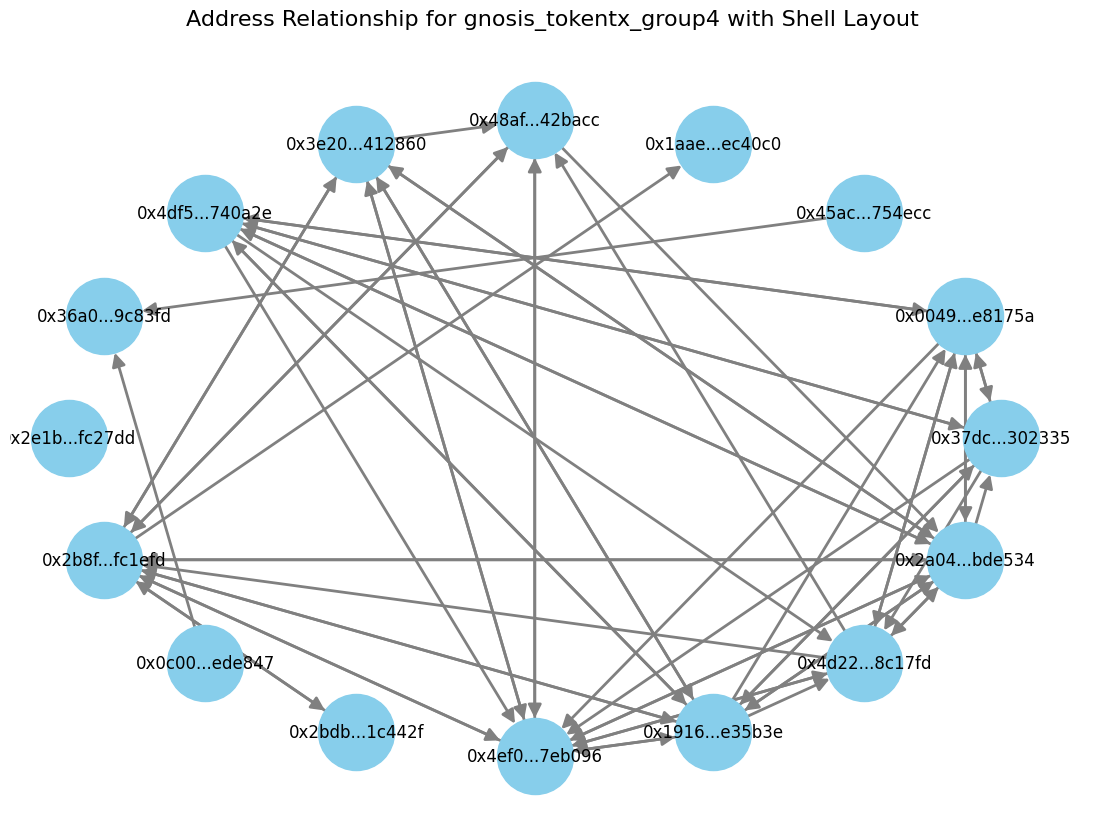 Address Relationship for gnosis_tokentx_group4 with Shell Layout
0x48af...42bacc
0x3e20...412860
0x1aae...ec40c0
0x4df5...740a2e
0x45ac...754ecc
0x36a0...9c83fd
0x0049...e8175a
0x2e1b...fc27dd
0x37dc...302335
0x2b8f...fc1efd
0x2a04...bde534
0x0c00...ede847
0x4d22...8c17fd
0x2bdb...1c442f
0x1916...e35b3e
0x4ef0...7eb096